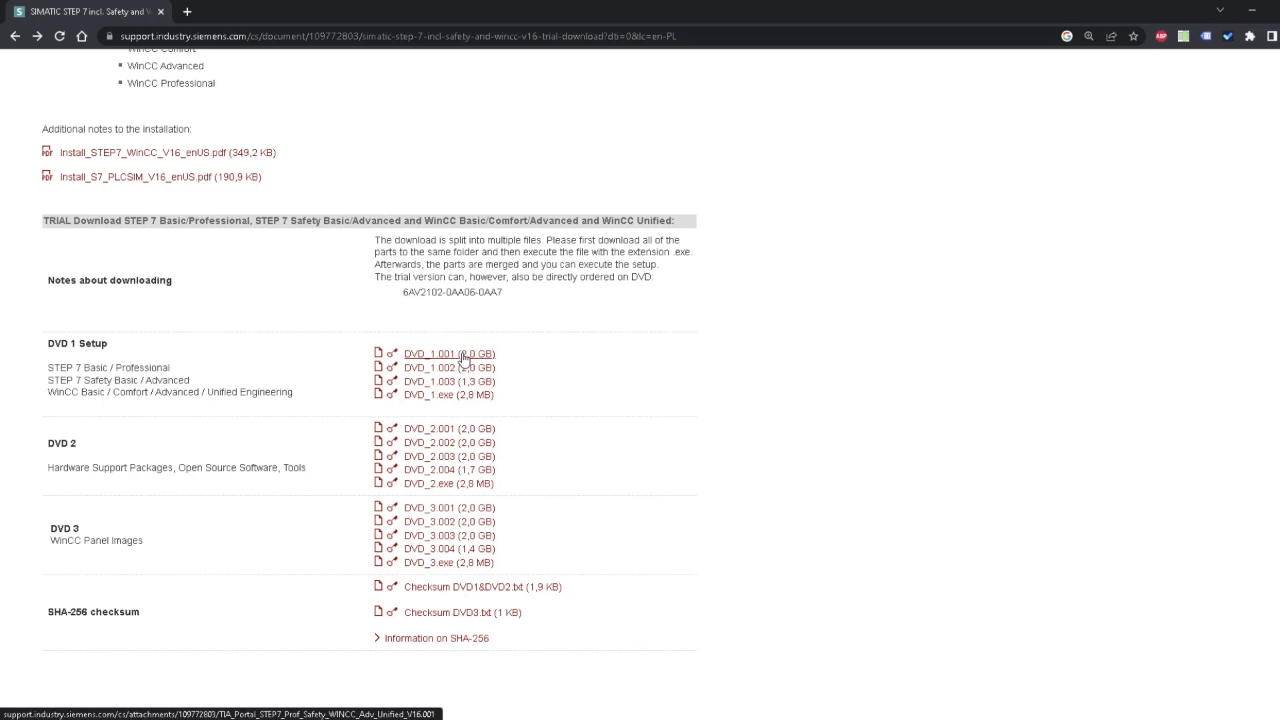 SIMATIC STEP 7 incl. Safety and V
support.industry.siemens.com/cs/document/109772803/simatic-step-7-incl-safety-and-wincc-v16-trial-download?dti=0&lc=en-PL
WinCC Comfort
WinCC Advanced
WinCC Professional
Additional notes to the installation:
PDF Install_STEP7_WinCC_V16_enUS.pdf (349,2 KB)
PDF Install_S7_PLCSIM_V16_enUS.pdf (190,9 KB)
TRIAL Download STEP 7 Basic/Professional, STEP 7 Safety Basic/Advanced and WinCC Basic/Comfort/Advanced and WinCC Unified:
Notes about downloading
The download is split into multiple files. Please first download all of the
parts to the same folder and then execute the file with the extension .exe.
Afterwards, the parts are merged and you can execute the setup.
The trial version can, however, also be directly ordered on DVD:
6AV2102-0AA06-0AA7
DVD 1 Setup
STEP 7 Basic / Professional
STEP 7 Safety Basic / Advanced
WinCC Basic / Comfort / Advanced / Unified Engineering
DVD_1.001 (2,0 GB)
DVD_1.002 (2,0 GB)
DVD_1.003 (1,3 GB)
DVD_1.exe (2,8 MB)
DVD 2
Hardware Support Packages, Open Source Software, Tools
DVD_2.001 (2,0 GB)
DVD_2.002 (2,0 GB)
DVD_2.003 (2,0 GB)
DVD_2.004 (1,7 GB)
DVD_2.exe (2,8 MB)
DVD 3
WinCC Panel Images
DVD_3.001 (2,0 GB)
DVD_3.002 (2,0 GB)
DVD_3.003 (2,0 GB)
DVD_3.004 (1,4 GB)
DVD_3.exe (2,8 MB)
SHA-256 checksum
Checksum DVD1&DVD2.txt (1,9 KB)
Checksum DVD3.txt (1 KB)
Information on SHA-256
support.industry.siemens.com/cs/attachments/109772803/TIA_Portal_STEP7_Prof_Safety_WINCC_Adv_Unified_V16.001